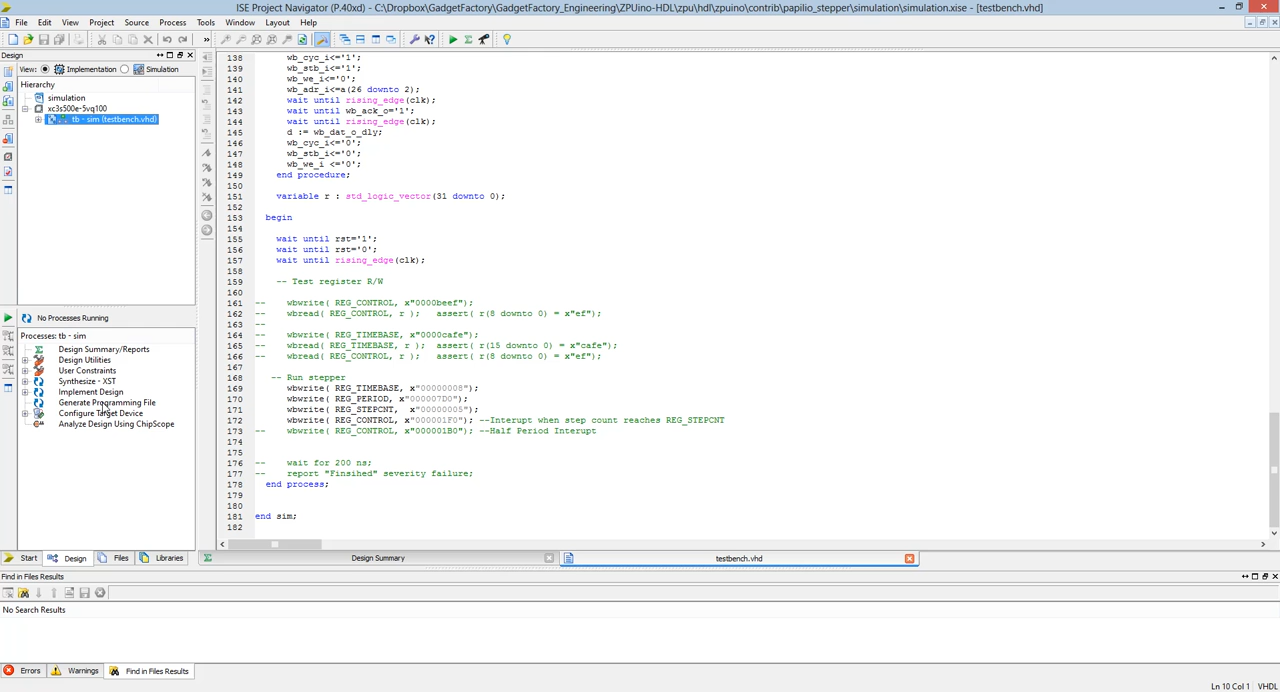 ISE Project Navigator (P.40xd) - C:\Dropbox\GadgetFactory\GadgetFactory_Engineering\ZPUino-HDL\zpu\hdl\zpuino\contrib\papilio_stepper\simulation\simulation.xise - [testbench.vhd]
File Edit View Project Source Process Tools Window Layout Help
Design
View: Implementation Simulation
Hierarchy
simulation
xc3s500e-5vq100
tb - sim (testbench.vhd)
No Processes Running
Processes: tb - sim
Design Summary/Reports
Design Utilities
User Constraints
Synthesize - XST
Implement Design
Generate Programming File
Configure Target Device
Analyze Design Using ChipScope
Start Design Files Libraries
138 wb_cyc_i<='1';
139 wb_stb_i<='1';
140 wb_we_i<='0';
141 wb_adr_i<=a(26 downto 2);
142 wait until rising_edge(clk);
143 wait until wb_ack_o='1';
144 wait until rising_edge(clk);
145 d := wb_dat_o_dly;
146 wb_cyc_i<='0';
147 wb_stb_i<='0';
148 wb_we_i <='0';
149 end procedure;
150
151 variable r : std_logic_vector(31 downto 0);
152
153 begin
154
155 wait until rst='1';
156 wait until rst='0';
157 wait until rising_edge(clk);
158
159 -- Test register R/W
160
161 -- wbwrite( REG_CONTROL, x"0000beef");
162 -- wbread( REG_CONTROL, r ); assert( r(8 downto 0) = x"ef");
163 --
164 -- wbwrite( REG_TIMEBASE, x"0000cafe");
165 -- wbread( REG_TIMEBASE, r ); assert( r(15 downto 0) = x"cafe");
166 -- wbread( REG_CONTROL, r ); assert( r(8 downto 0) = x"ef");
167
168 -- Run stepper
169 wbwrite( REG_TIMEBASE, x"00000008");
170 wbwrite( REG_PERIOD, x"000007D0");
171 wbwrite( REG_STEPCNT, x"00000005");
172 wbwrite( REG_CONTROL, x"000001F0"); --Interupt when step count reaches REG_STEPCNT
173 -- wbwrite( REG_CONTROL, x"000001B0"); --Half Period Interupt
174
175
176 -- wait for 200 ns;
177 -- report "Finsihed" severity failure;
178 end process;
179
180
181 end sim;
182
Design Summary testbench.vhd
Find in Files Results
No Search Results
Errors Warnings Find in Files Results
Ln 10 Col 1 VHDL